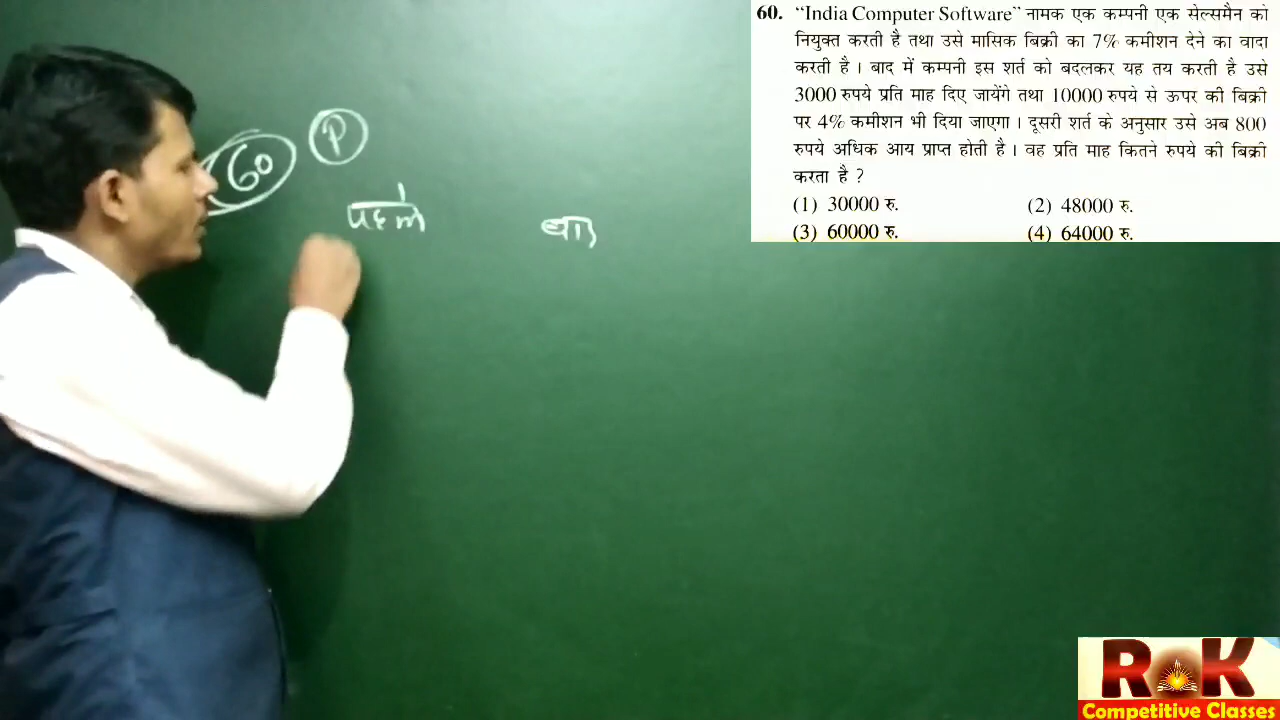 60. “India Computer Software” नामक एक कम्पनी एक सेल्समैन को
नियुक्त करती है तथा उसे मासिक बिक्री का 7% कमीशन देने का वादा
करती है । बाद में कम्पनी इस शर्त को बदलकर यह तय करती है उसे
3000 रुपये प्रति माह दिए जायेंगे तथा 10000 रुपये से ऊपर की बिक्री
पर 4% कमीशन भी दिया जाएगा । दूसरी शर्त के अनुसार उसे अब 800
रुपये अधिक आय प्राप्त होती है । वह प्रति माह कितने रुपये की बिक्री
करता है ?
(1) 30000 रु. (2) 48000 रु.
(3) 60000 रु. (4) 64000 रु.
60 P
पहले
ROK
Competitive Classes